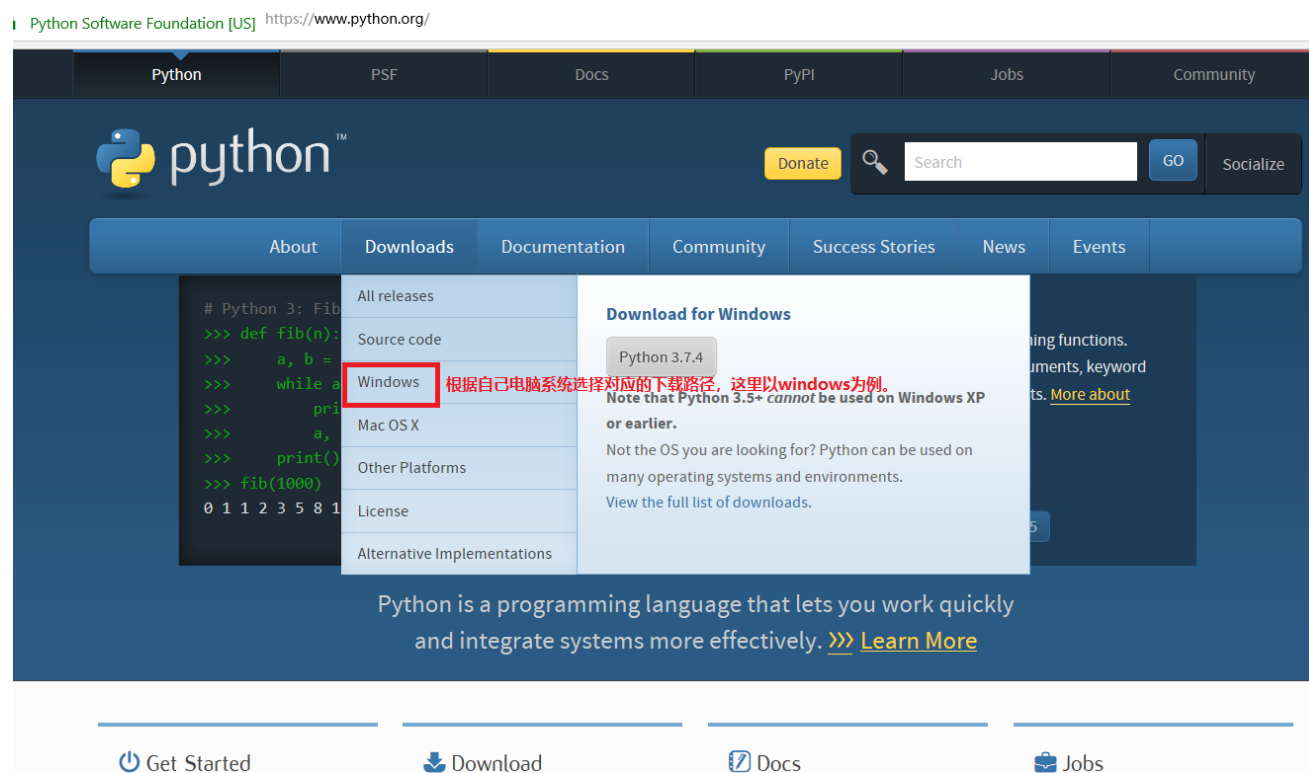 Python Software Foundation [US] https://www.python.org/
Python PSF Docs PyPI Jobs Community
python™
Donate Search GO Socialize
About Downloads Documentation Community Success Stories News Events
# Python 3: Fib
>>> def fib(n):
>>> a, b =
>>> while a
>>> pri
>>> a,
>>> print()
>>> fib(1000)
0 1 1 2 3 5 8 1
All releases
Source code
Windows
Mac OS X
Other Platforms
License
Alternative Implementations
根据自己电脑系统选择对应的下载路径，这里以windows为例。
Download for Windows
Python 3.7.4
Note that Python 3.5+ cannot be used on Windows XP
or earlier.
Not the OS you are looking for? Python can be used on
many operating systems and environments.
View the full list of downloads.
ing functions.
uments, keyword
ts. More about
5
Python is a programming language that lets you work quickly
and integrate systems more effectively. >>> Learn More
Get Started Download Docs Jobs